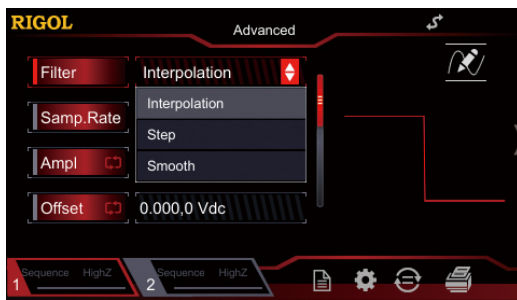 RIGOL
Advanced
Filter
Interpolation
Interpolation
Samp.Rate
Step
Ampl
Smooth
Offset
0.000,0 Vdc
1 Sequence HighZ
2 Sequence HighZ